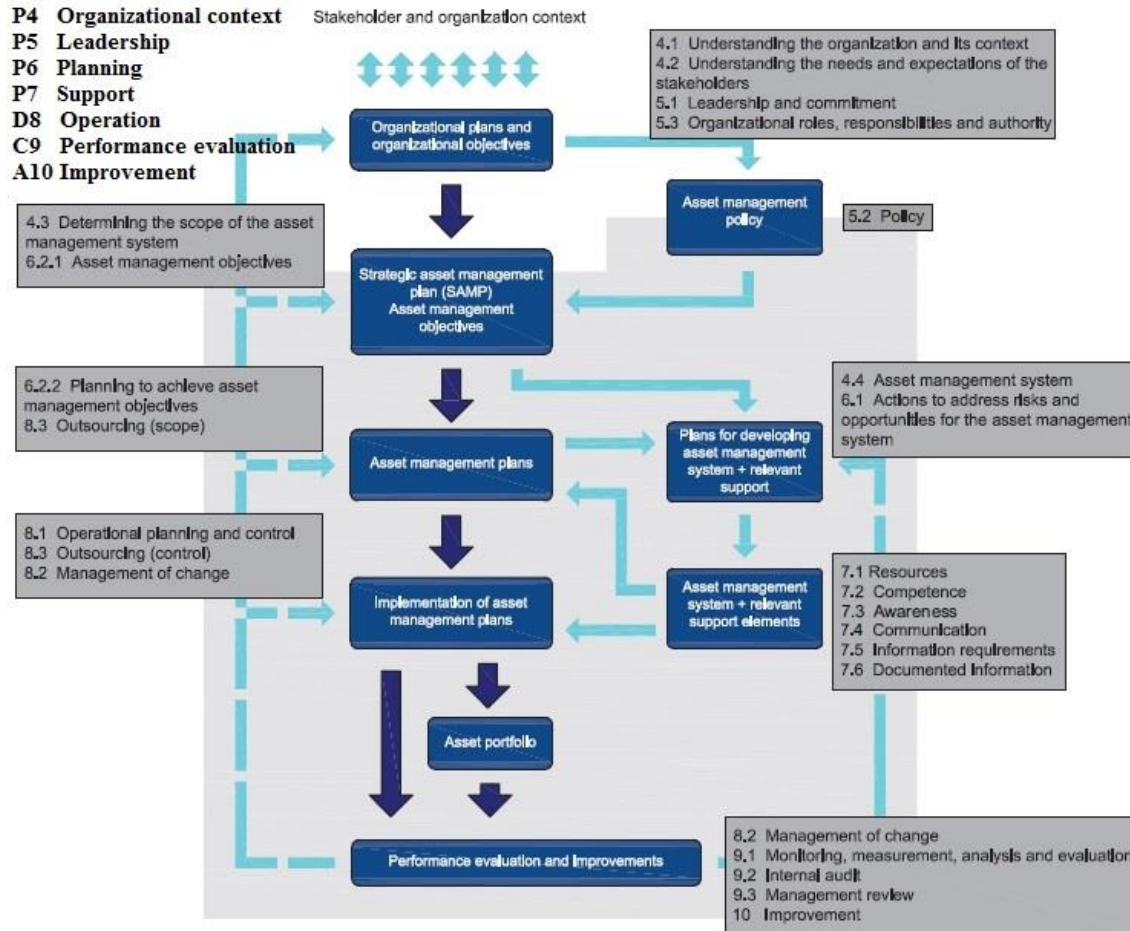 P4 Organizational context
P5 Leadership
P6 Planning
P7 Support
D8 Operation
C9 Performance evaluation
A10 Improvement
Stakeholder and organization context
4.1 Understanding the organization and its context
4.2 Understanding the needs and expectations of the
stakeholders
5.1 Leadership and commitment
5.3 Organizational roles, responsibilities and authority
Organizational plans and
organizational objectives
Asset management
policy
5.2 Policy
4.3 Determining the scope of the asset
management system
6.2.1 Asset management objectives
Strategic asset management
plan (SAMP)
Asset management
objectives
6.2.2 Planning to achieve asset
management objectives
8.3 Outsourcing (scope)
4.4 Asset management system
6.1 Actions to address risks and
opportunities for the asset management
system
Asset management plans
Plans for developing
asset management
system + relevant
support
8.1 Operational planning and control
8.3 Outsourcing (control)
8.2 Management of change
Implementation of asset
management plans
Asset management
system + relevant
support elements
7.1 Resources
7.2 Competence
7.3 Awareness
7.4 Communication
7.5 Information requirements
7.6 Documented Information
Asset portfolio
Performance evaluation and improvements
8.2 Management of change
9.1 Monitoring, measurement, analysis and evaluation
9.2 Internal audit
9.3 Management review
10 Improvement